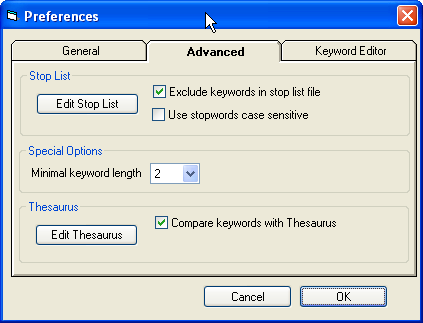 Preferences
General
Advanced
Keyword Editor
Stop List
Edit Stop List
Exclude keywords in stop list file
Use stopwords case sensitive
Special Options
Minimal keyword length
2
Thesaurus
Edit Thesaurus
Compare keywords with Thesaurus
Cancel
OK